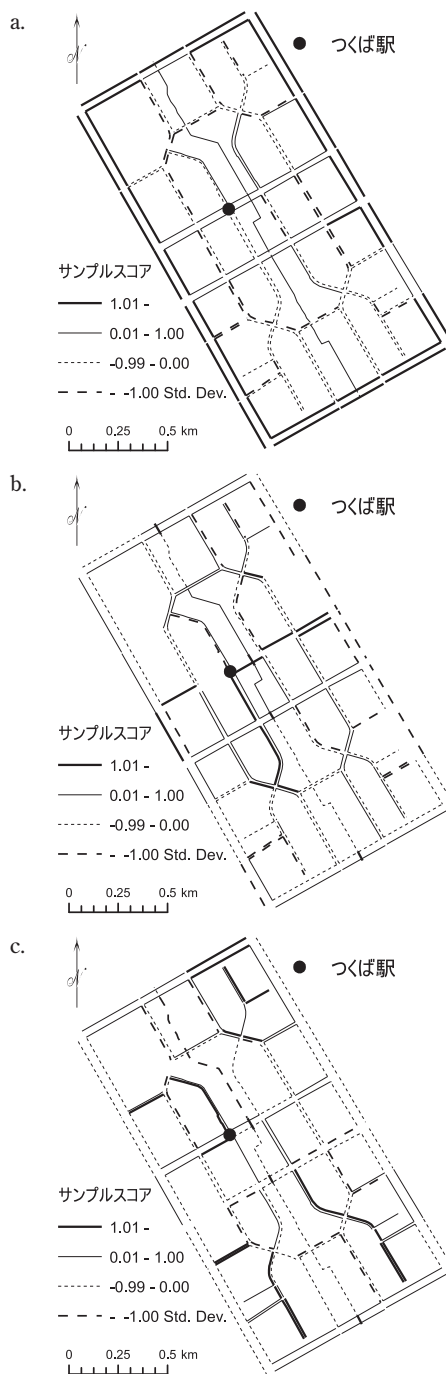 a.
つくば駅
サンプルスコア
1.01 -
0.01 - 1.00
-0.99 - 0.00
- -1.00 Std. Dev.
0 0.25 0.5 km
b.
つくば駅
サンプルスコア
1.01 -
0.01 - 1.00
-0.99 - 0.00
- -1.00 Std. Dev.
0 0.25 0.5 km
c.
つくば駅
サンプルスコア
1.01 -
0.01 - 1.00
-0.99 - 0.00
- -1.00 Std. Dev.
0 0.25 0.5 km